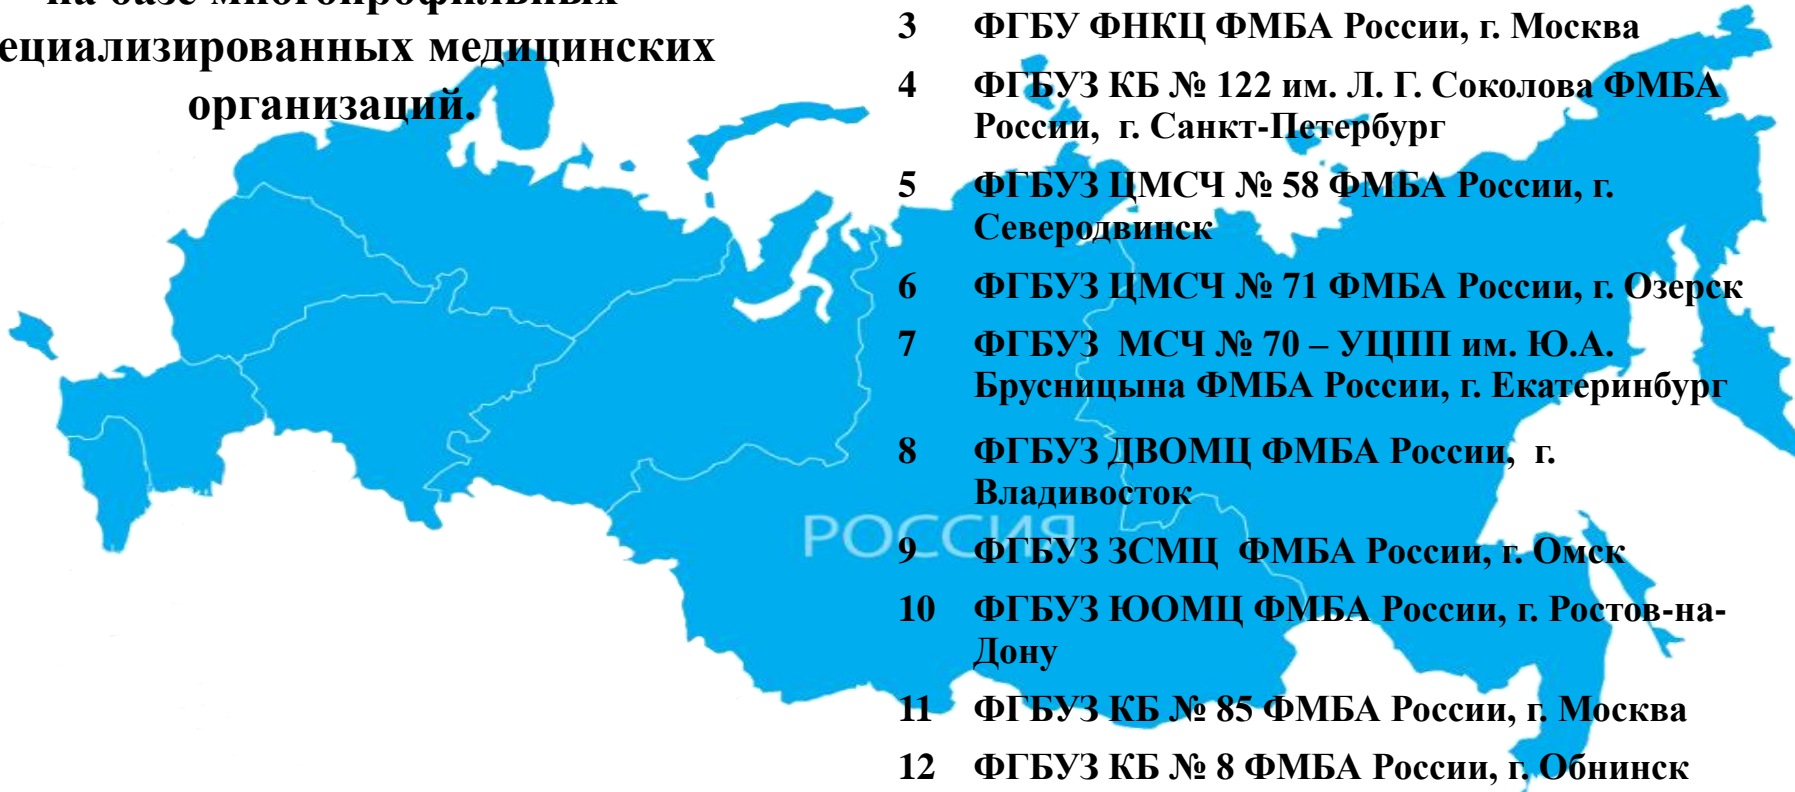 на базе многопрофильных
ециализированных медицинских
организаций.
3 ФГБУ ФНКЦ ФМБА России, г. Москва
4 ФГБУЗ КБ № 122 им. Л. Г. Соколова ФМБА
России, г. Санкт-Петербург
5 ФГБУЗ ЦМСЧ № 58 ФМБА России, г.
Северодвинск
6 ФГБУЗ ЦМСЧ № 71 ФМБА России, г. Озерск
7 ФГБУЗ МСЧ № 70 – УЦПП им. Ю.А.
Брусницына ФМБА России, г. Екатеринбург
8 ФГБУЗ ДВОМЦ ФМБА России, г.
Владивосток
РОССИЯ
9 ФГБУЗ ЗСМЦ ФМБА России, г. Омск
10 ФГБУЗ ЮОМЦ ФМБА России, г. Ростов-на-
Дону
11 ФГБУЗ КБ № 85 ФМБА России, г. Москва
12 ФГБУЗ КБ № 8 ФМБА России, г. Обнинск